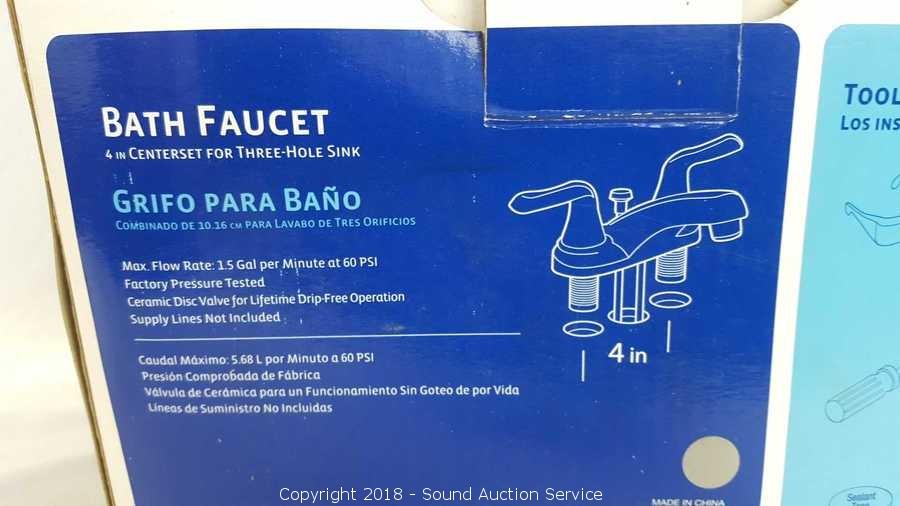 BATH FAUCET
4 IN CENTERSET FOR THREE-HOLE SINK
GRIFO PARA BAÑO
COMBINADO DE 10.16 CM PARA LAVABO DE TRES ORIFICIOS
Max. Flow Rate: 1.5 Gal per Minute at 60 PSI
Factory Pressure Tested
Ceramic Disc Valve for Lifetime Drip-Free Operation
Supply Lines Not Included
Caudal Máximo: 5.68 L por Minuto a 60 PSI
Presión Comprobada de Fábrica
Válvula de Cerámica para un Funcionamiento Sin Goteo de por Vida
Líneas de Suministro No Incluidas
4 in
MADE IN CHINA
TOOL
LOS INS
Sealant
Copyright 2018 - Sound Auction Service